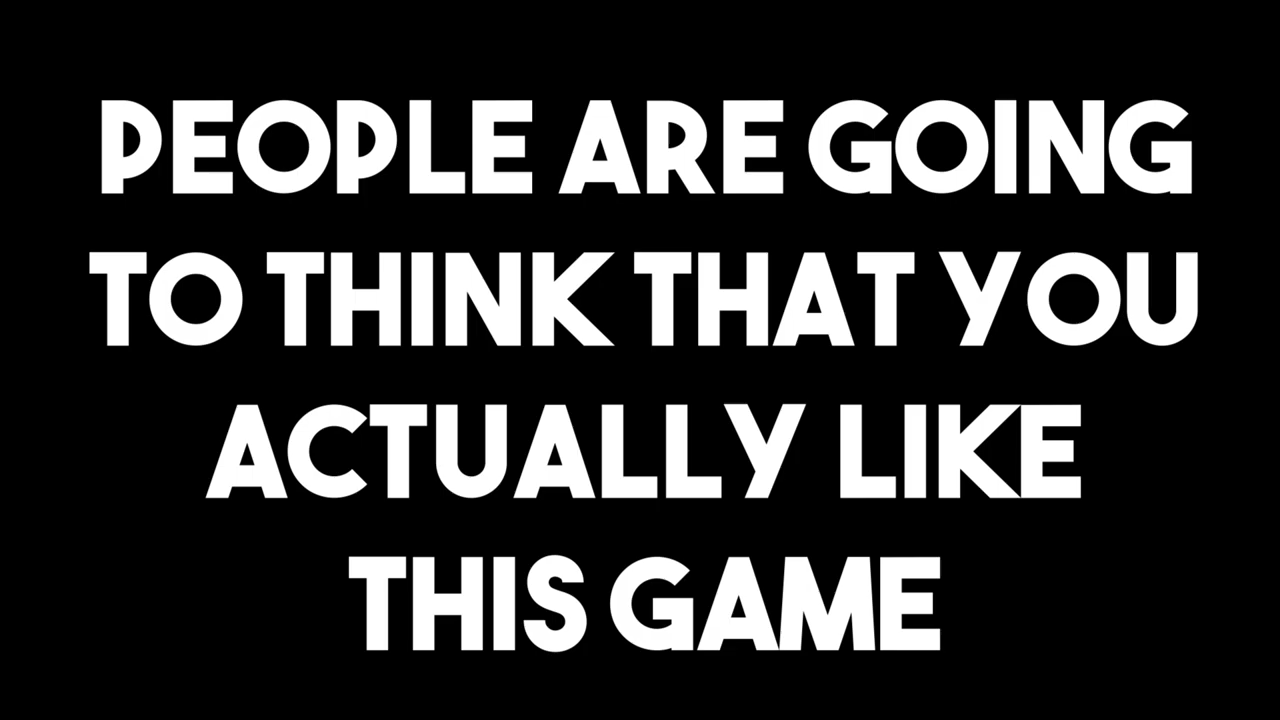 PEOPLE ARE GOING
TO THINK THAT YOU
ACTUALLY LIKE
THIS GAME